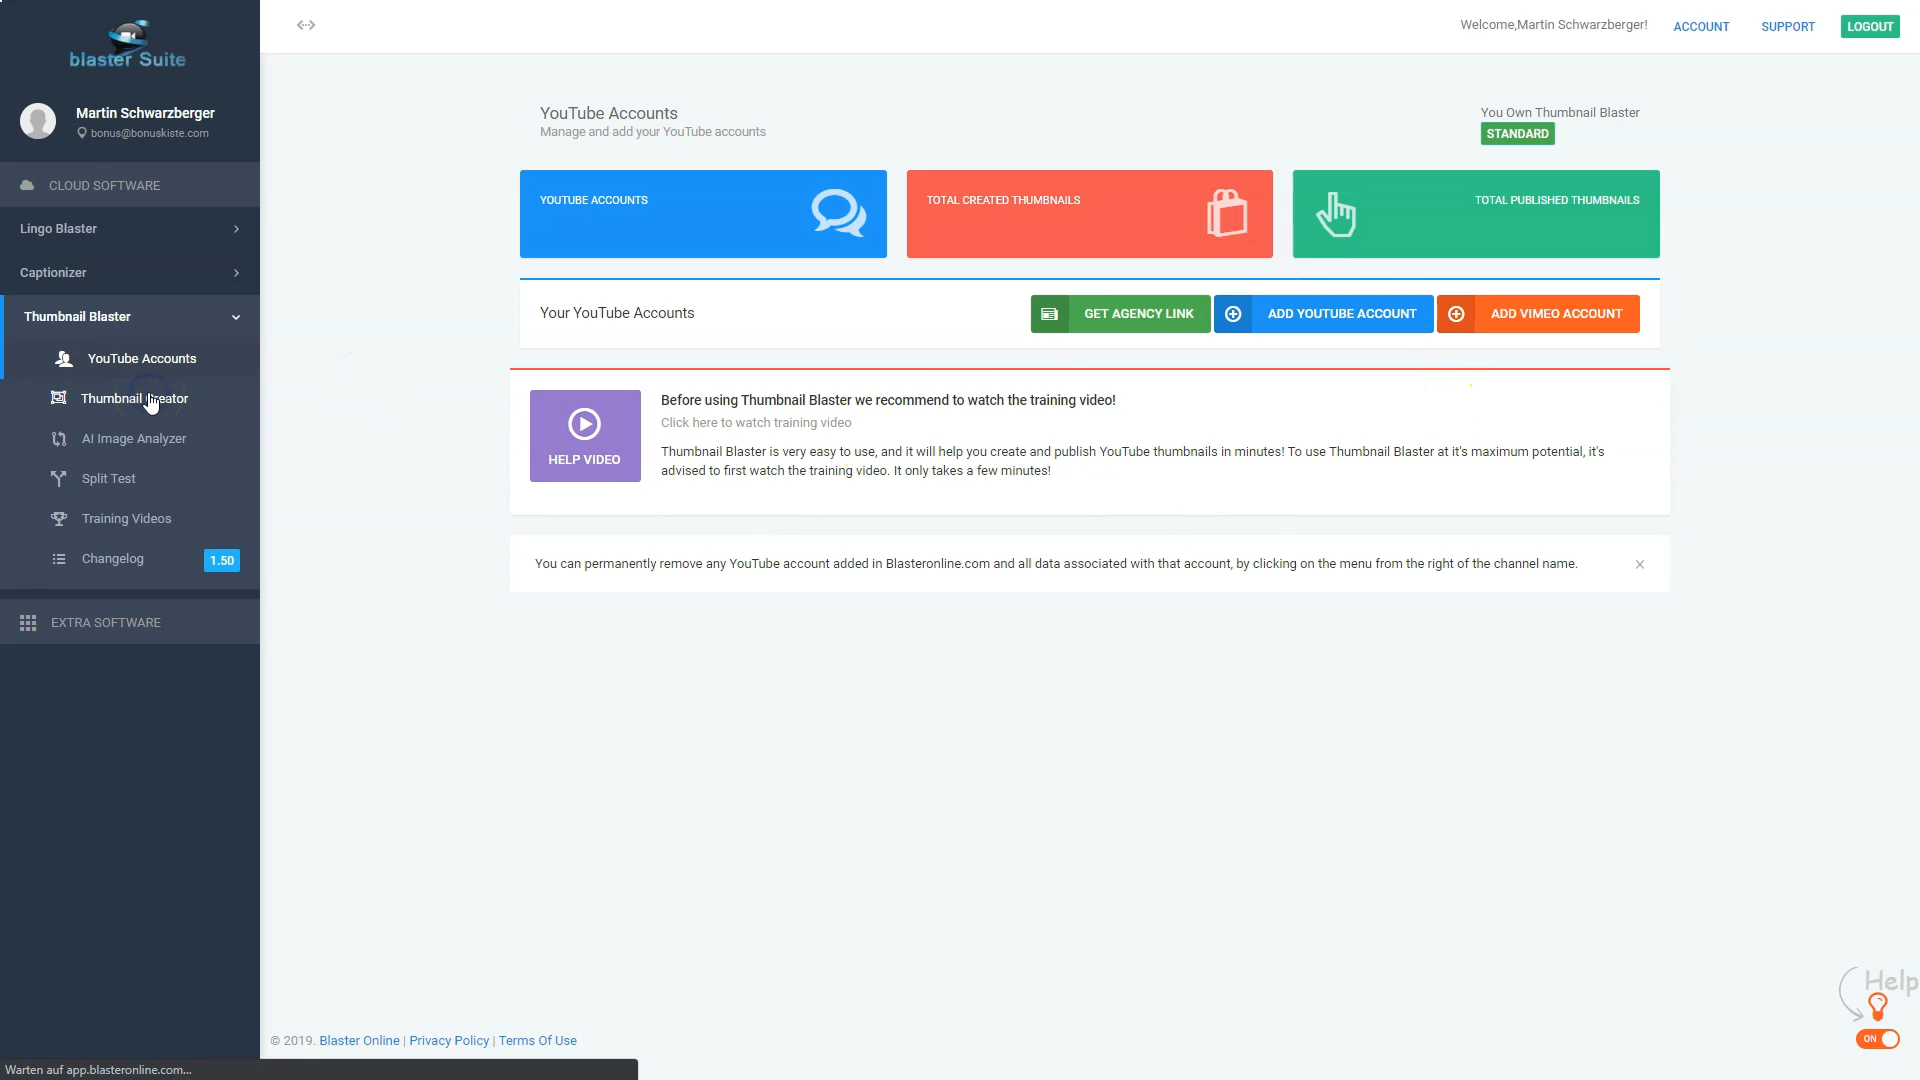 blaster Suite
Martin Schwarzberger
bonus@bonuskiste.com
CLOUD SOFTWARE
Lingo Blaster
Captionizer
Thumbnail Blaster
YouTube Accounts
Thumbnail Creator
AI Image Analyzer
Split Test
Training Videos
Changelog 1.50
EXTRA SOFTWARE
Welcome,Martin Schwarzberger! ACCOUNT SUPPORT LOGOUT
YouTube Accounts
Manage and add your YouTube accounts
You Own Thumbnail Blaster
STANDARD
YOUTUBE ACCOUNTS
TOTAL CREATED THUMBNAILS
TOTAL PUBLISHED THUMBNAILS
Your YouTube Accounts
GET AGENCY LINK
ADD YOUTUBE ACCOUNT
ADD VIMEO ACCOUNT
HELP VIDEO
Before using Thumbnail Blaster we recommend to watch the training video!
Click here to watch training video
Thumbnail Blaster is very easy to use, and it will help you create and publish YouTube thumbnails in minutes! To use Thumbnail Blaster at it's maximum potential, it's
advised to first watch the training video. It only takes a few minutes!
You can permanently remove any YouTube account added in Blasteronline.com and all data associated with that account, by clicking on the menu from the right of the channel name.
Help
ON
© 2019. Blaster Online | Privacy Policy | Terms Of Use
Warten auf app.blasteronline.com...